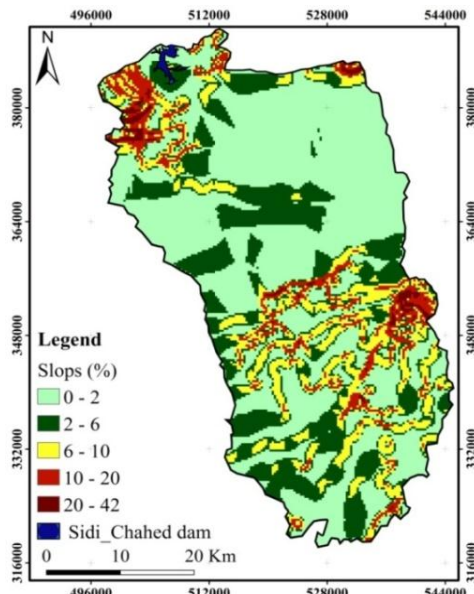 496000 512000 528000 544000
N
380000 380000
364000 364000
348000 348000
Legend
Slops (%)
0 - 2
2 - 6
6 - 10
10 - 20
20 - 42
Sidi_Chahed dam
332000 332000
0 10 20 Km
316000 316000
496000 512000 528000 544000